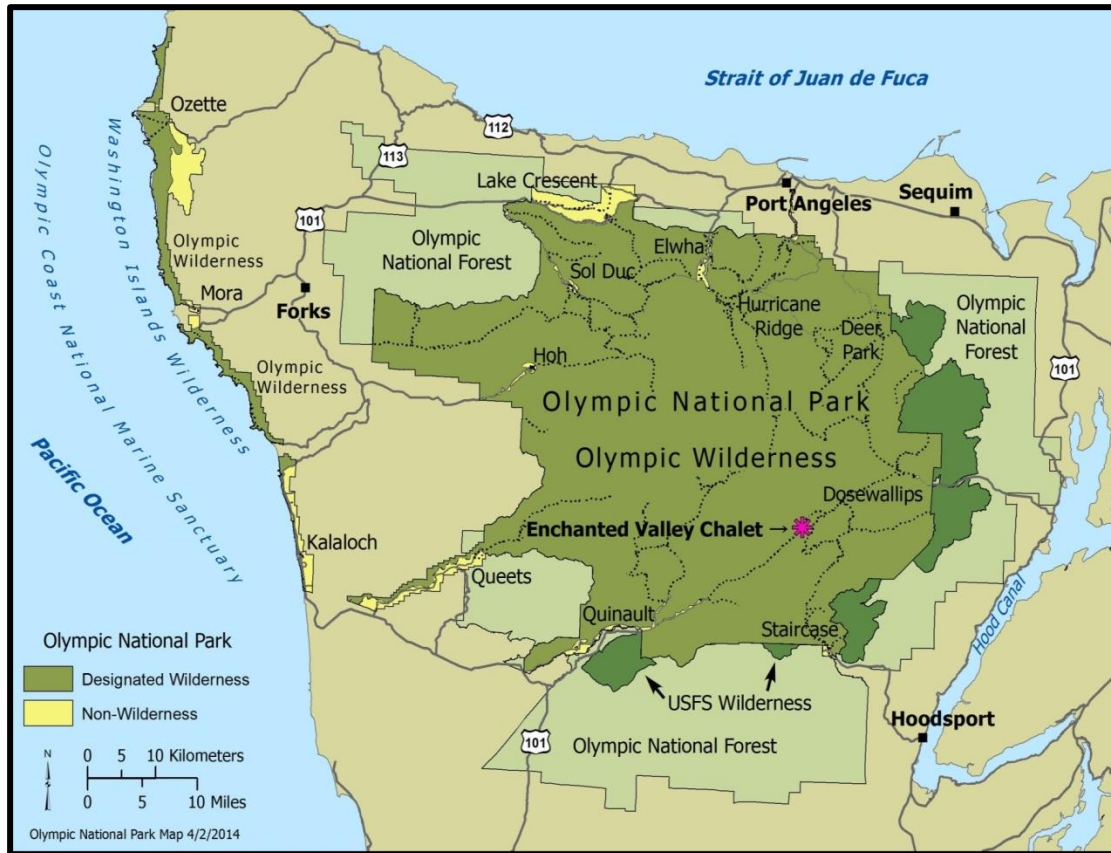 Strait of Juan de Fuca
Ozette
112
113
Lake Crescent
Port Angeles
Sequim
101
Olympic
Wilderness
Olympic
National Forest
Elwha
Sol Duc
Mora
Forks
Hurricane
Ridge
Deer
Park
Olympic
National
Forest
101
Olympic
Wilderness
Hoh
Olympic National Park
Olympic Wilderness
Washington Islands Wilderness
Olympic Coast National Marine Sanctuary
Pacific Ocean
Dosewallips
Enchanted Valley Chalet →
Kalaloch
Queets
Quinault
Staircase
Hood Canal
USFS Wilderness
Hoodsport
101
Olympic National Forest
Olympic National Park
Designated Wilderness
Non-Wilderness
N
0 5 10 Kilometers
0 5 10 Miles
Olympic National Park Map 4/2/2014